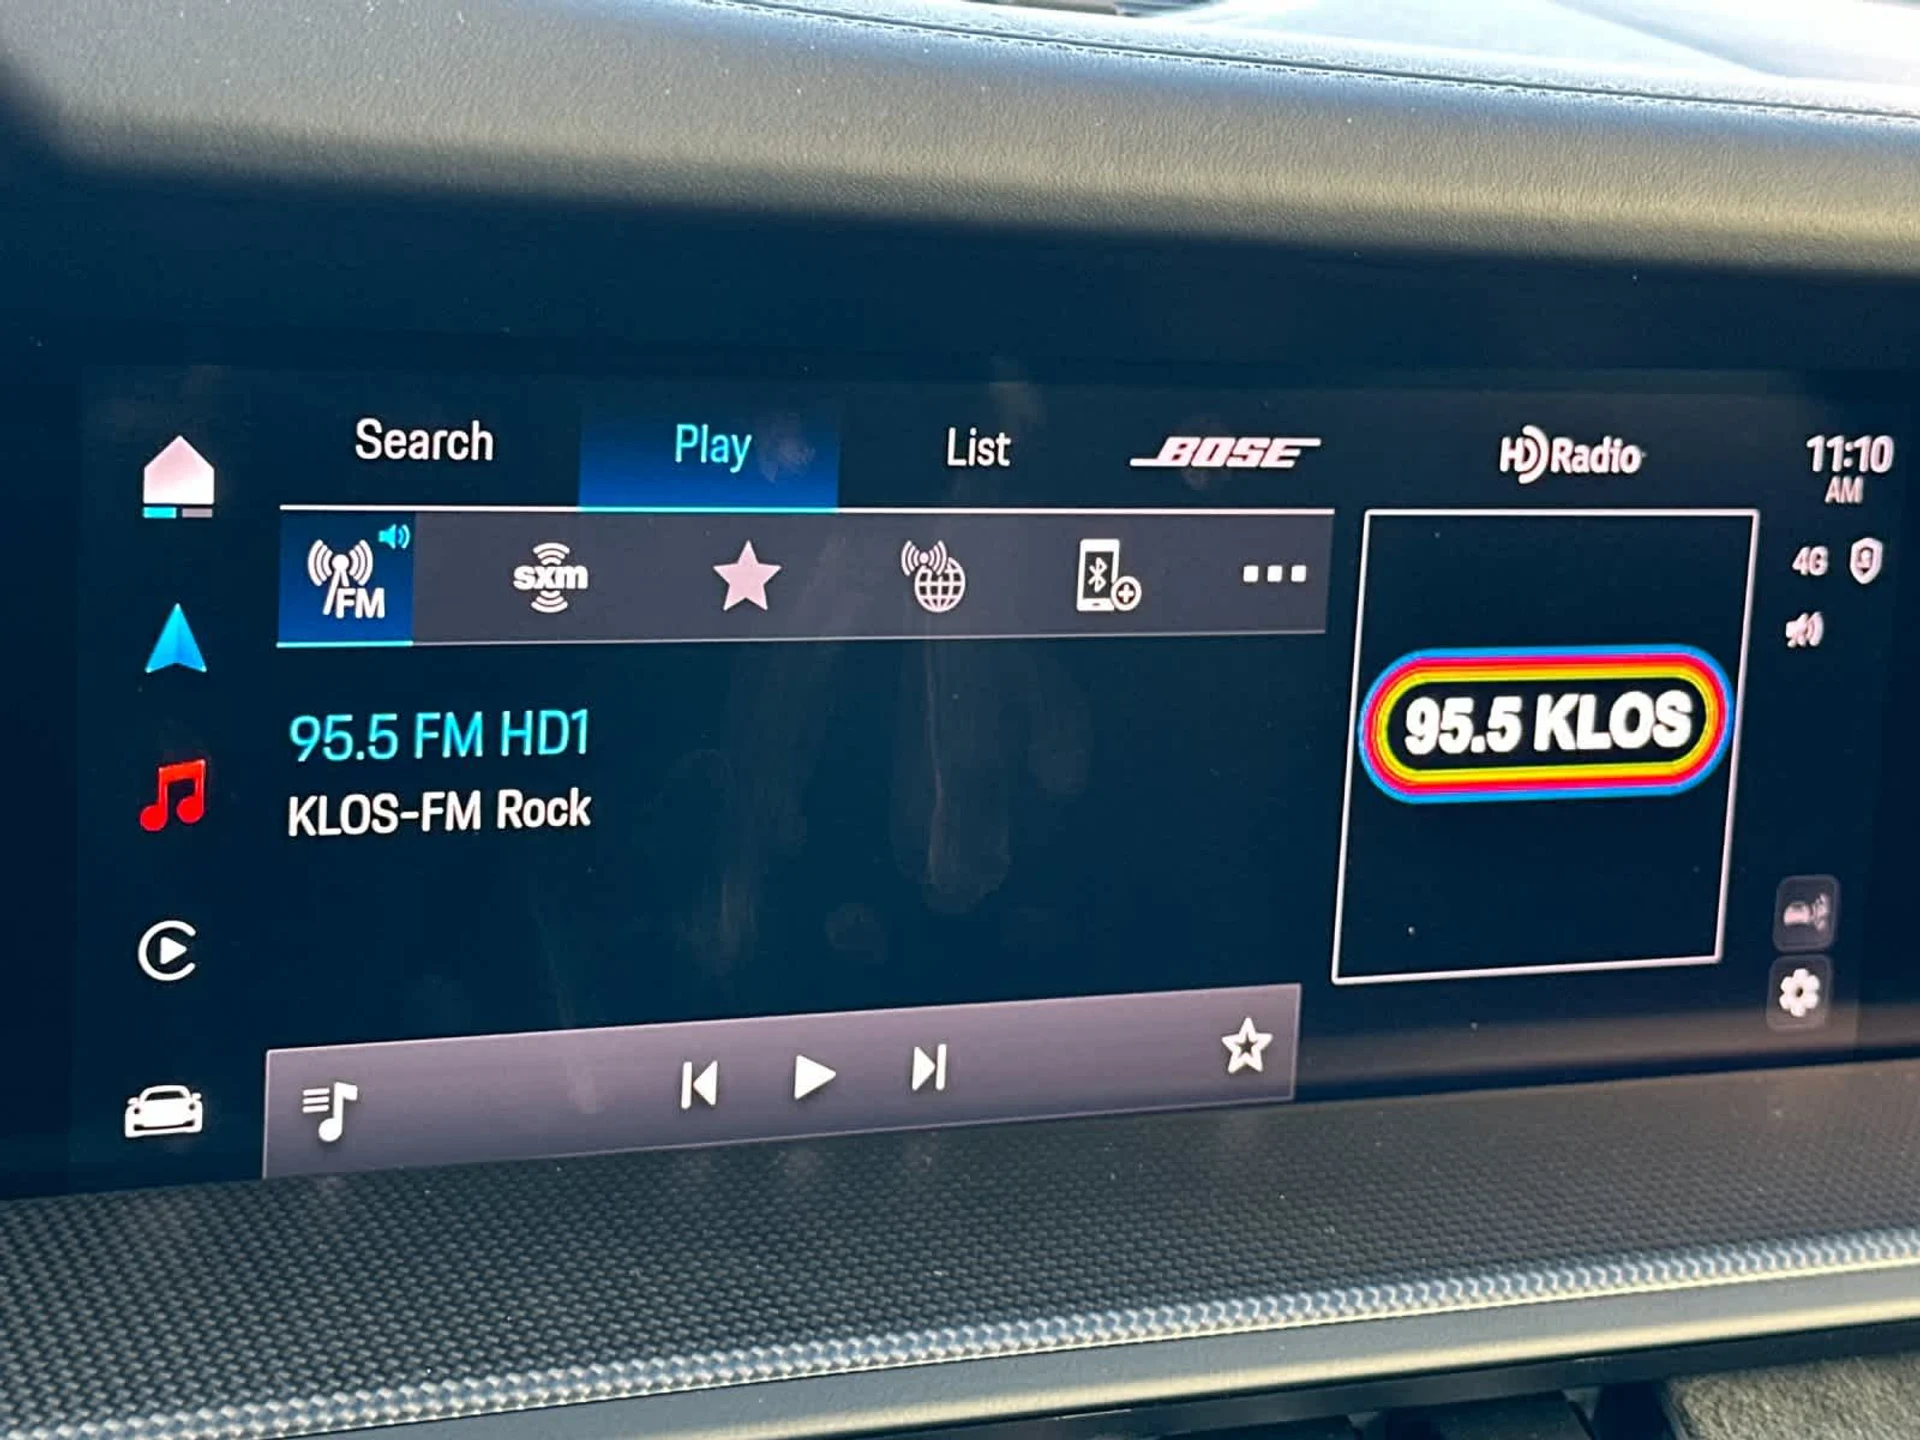 Search
Play
List
BOSE
HD Radio
11:10
AM
FM
sxm
4G
95.5 FM HD1
KLOS-FM Rock
95.5 KLOS